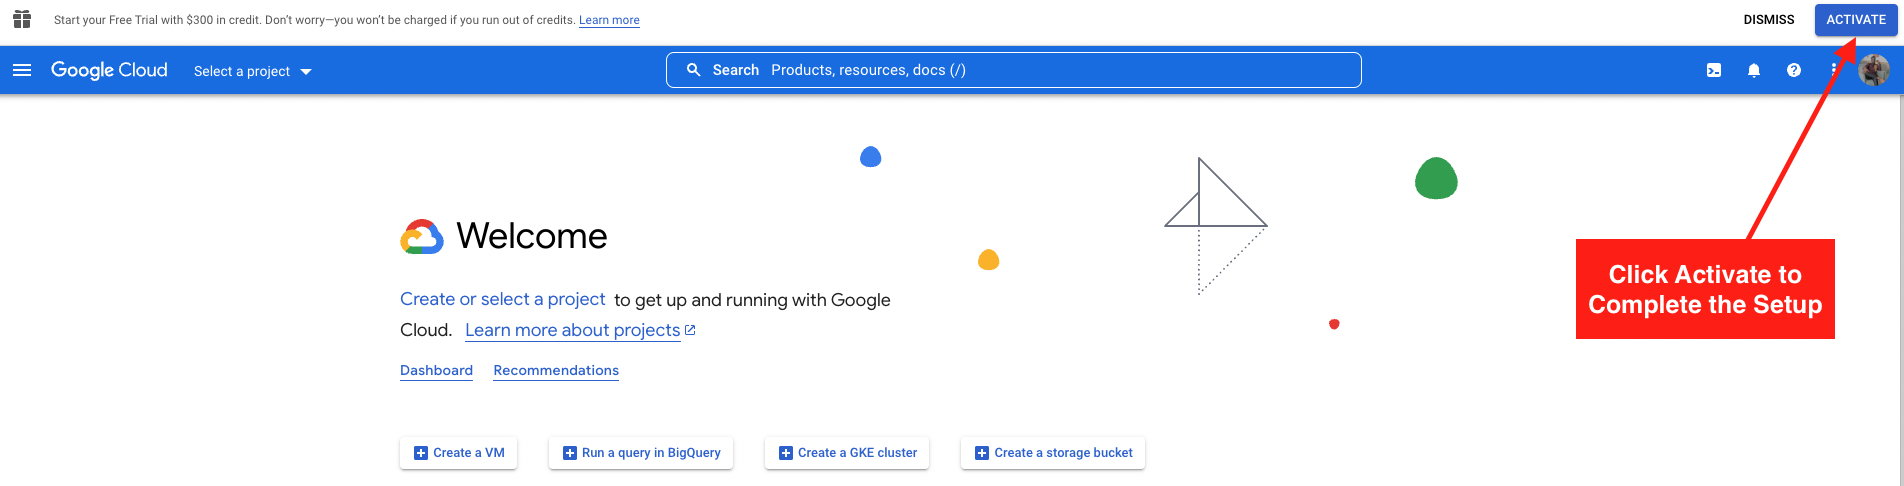 Start your Free Trial with $300 in credit. Don't worry—you won't be charged if you run out of credits. Learn more
DISMISS
ACTIVATE
Google Cloud
Select a project
Search Products, resources, docs (/)
Welcome
Create or select a project to get up and running with Google
Cloud. Learn more about projects
Dashboard Recommendations
Click Activate to
Complete the Setup
Create a VM
Run a query in BigQuery
Create a GKE cluster
Create a storage bucket